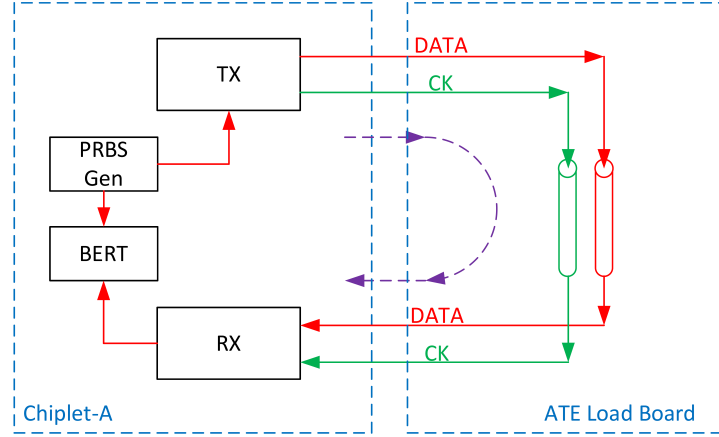 DATA
TX
CK
PRBS
Gen
BERT
DATA
RX
CK
Chiplet-A
ATE Load Board